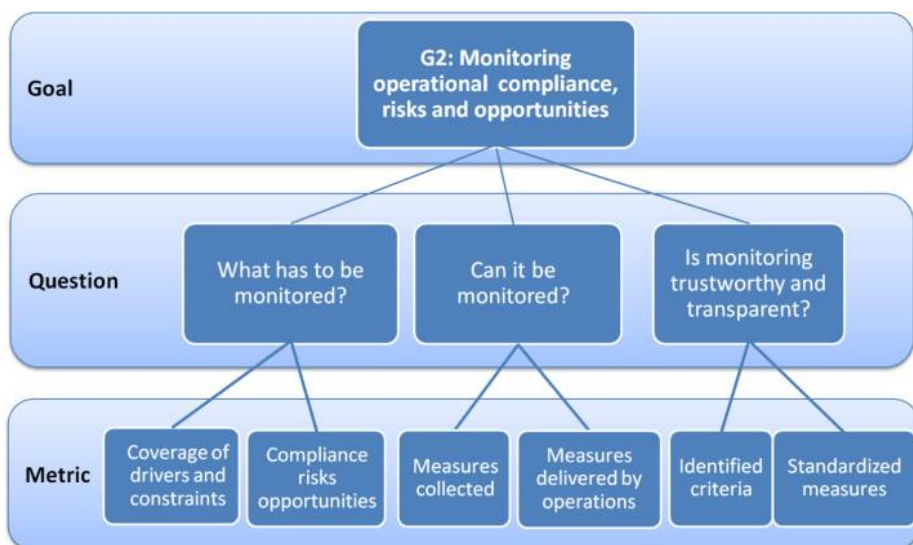 Goal
G2: Monitoring
operational compliance,
risks and opportunities
Question
What has to be
monitored?
Can it be
monitored?
Is monitoring
trustworthy and
transparent?
Metric
Coverage of
drivers and
constraints
Compliance
risks
opportunities
Measures
collected
Measures
delivered by
operations
Identified
criteria
Standardized
measures